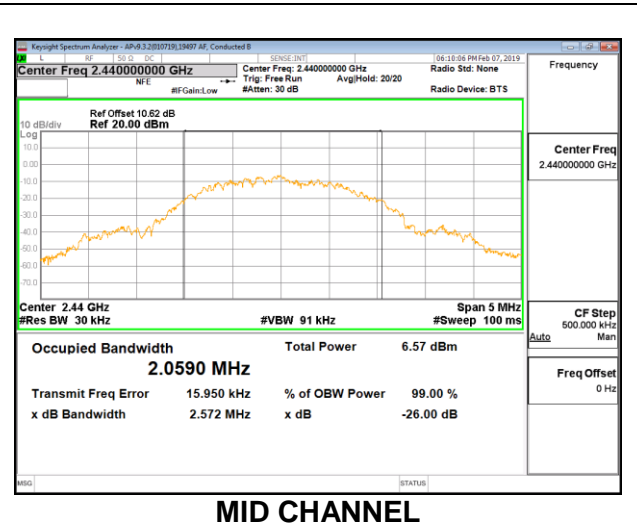 Keysight Spectrum Analyzer - APv9.3.2(010719),19497 AF, Conducted B
L RF 50 Ω DC SENSE:INT 06:10:06 PM Feb 07, 2019
Center Freq 2.440000000 GHz Center Freq: 2.440000000 GHz Radio Std: None Frequency
NFE Trig: Free Run Avg|Hold: 20/20
#IFGain:Low #Atten: 30 dB Radio Device: BTS
Ref Offset 10.62 dB
10 dB/div Ref 20.00 dBm
Log
10.0
0.00
-10.0
-20.0
-30.0
-40.0
-50.0
-60.0
-70.0
Center Freq
2.440000000 GHz
Center 2.44 GHz Span 5 MHz
#Res BW 30 kHz #VBW 91 kHz #Sweep 100 ms
CF Step
500.000 kHz
Auto Man
Occupied Bandwidth Total Power 6.57 dBm
2.0590 MHz
Transmit Freq Error 15.950 kHz % of OBW Power 99.00 %
x dB Bandwidth 2.572 MHz x dB -26.00 dB
Freq Offset
0 Hz
MSG STATUS
MID CHANNEL